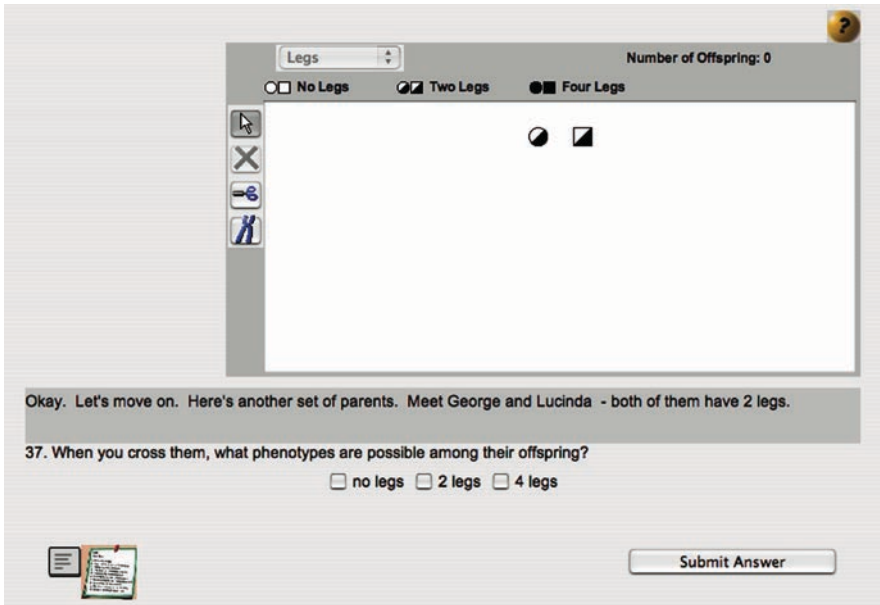 ?
Legs
Number of Offspring: 0
No Legs Two Legs Four Legs
Okay. Let's move on. Here's another set of parents. Meet George and Lucinda - both of them have 2 legs.
37. When you cross them, what phenotypes are possible among their offspring?
no legs 2 legs 4 legs
Submit Answer